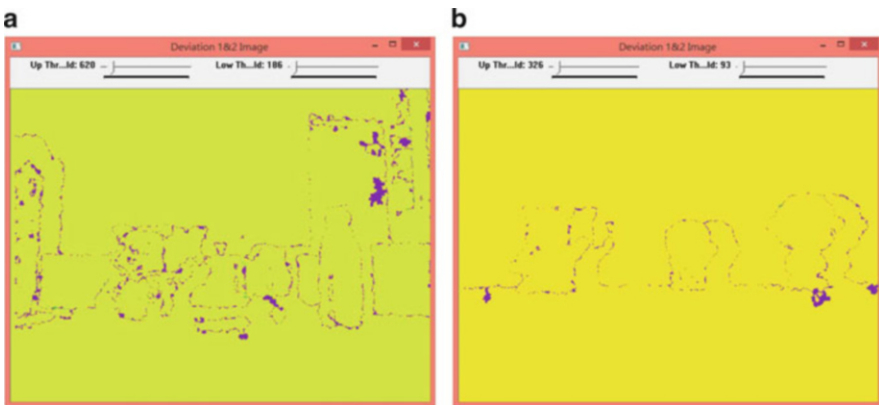 a
Deviation 1&2 Image
Up Thr...ld: 620 Low Th...ld: 186
b
Deviation 1&2 Image
Up Thr...ld: 326 Low Th...ld: 93